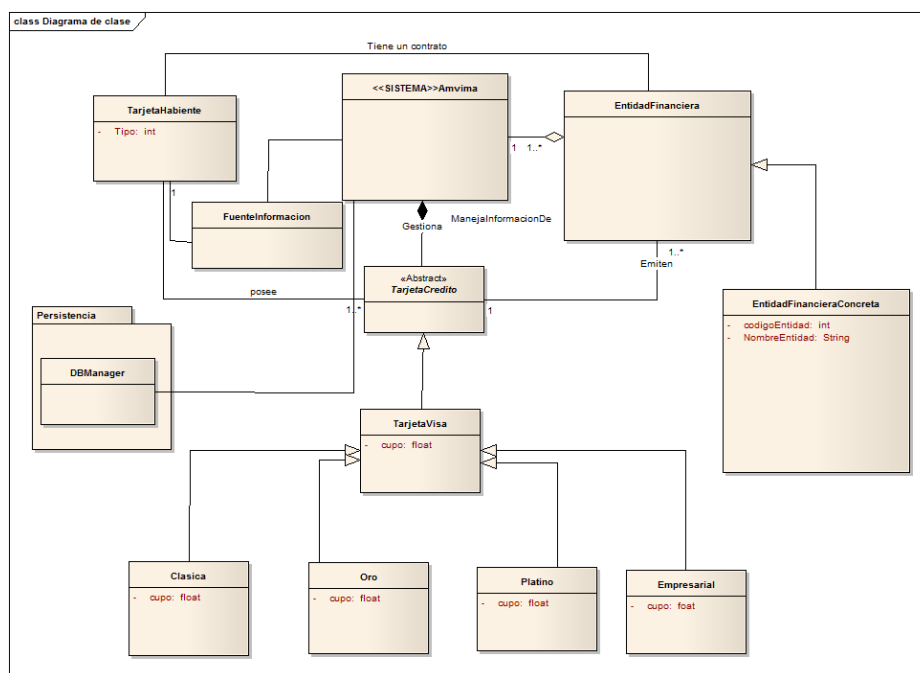 class Diagrama de clase
Tiene un contrato
TarjetaHabiente
- Tipo: int
<<SISTEMA>>Amvima
EntidadFinanciera
1
1..*
1
FuenteInformacion
Gestiona
ManejaInformacionDe
1..*
Emiten
«Abstract»
TarjetaCredito
posee
1..*
1
EntidadFinancieraConcreta
- codigoEntidad: int
- NombreEntidad: String
Persistencia
DBManager
TarjetaVisa
- cupo: float
Clasica
- cupo: float
Oro
- cupo: float
Platino
- cupo: float
Empresarial
- cupo: foat